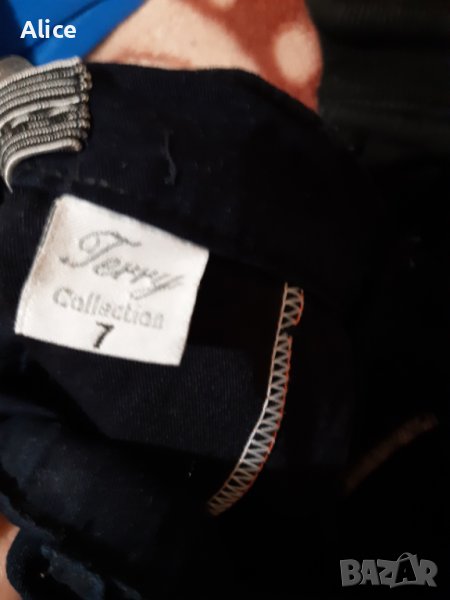 Alice
Terry
Collection
7
BAZAR